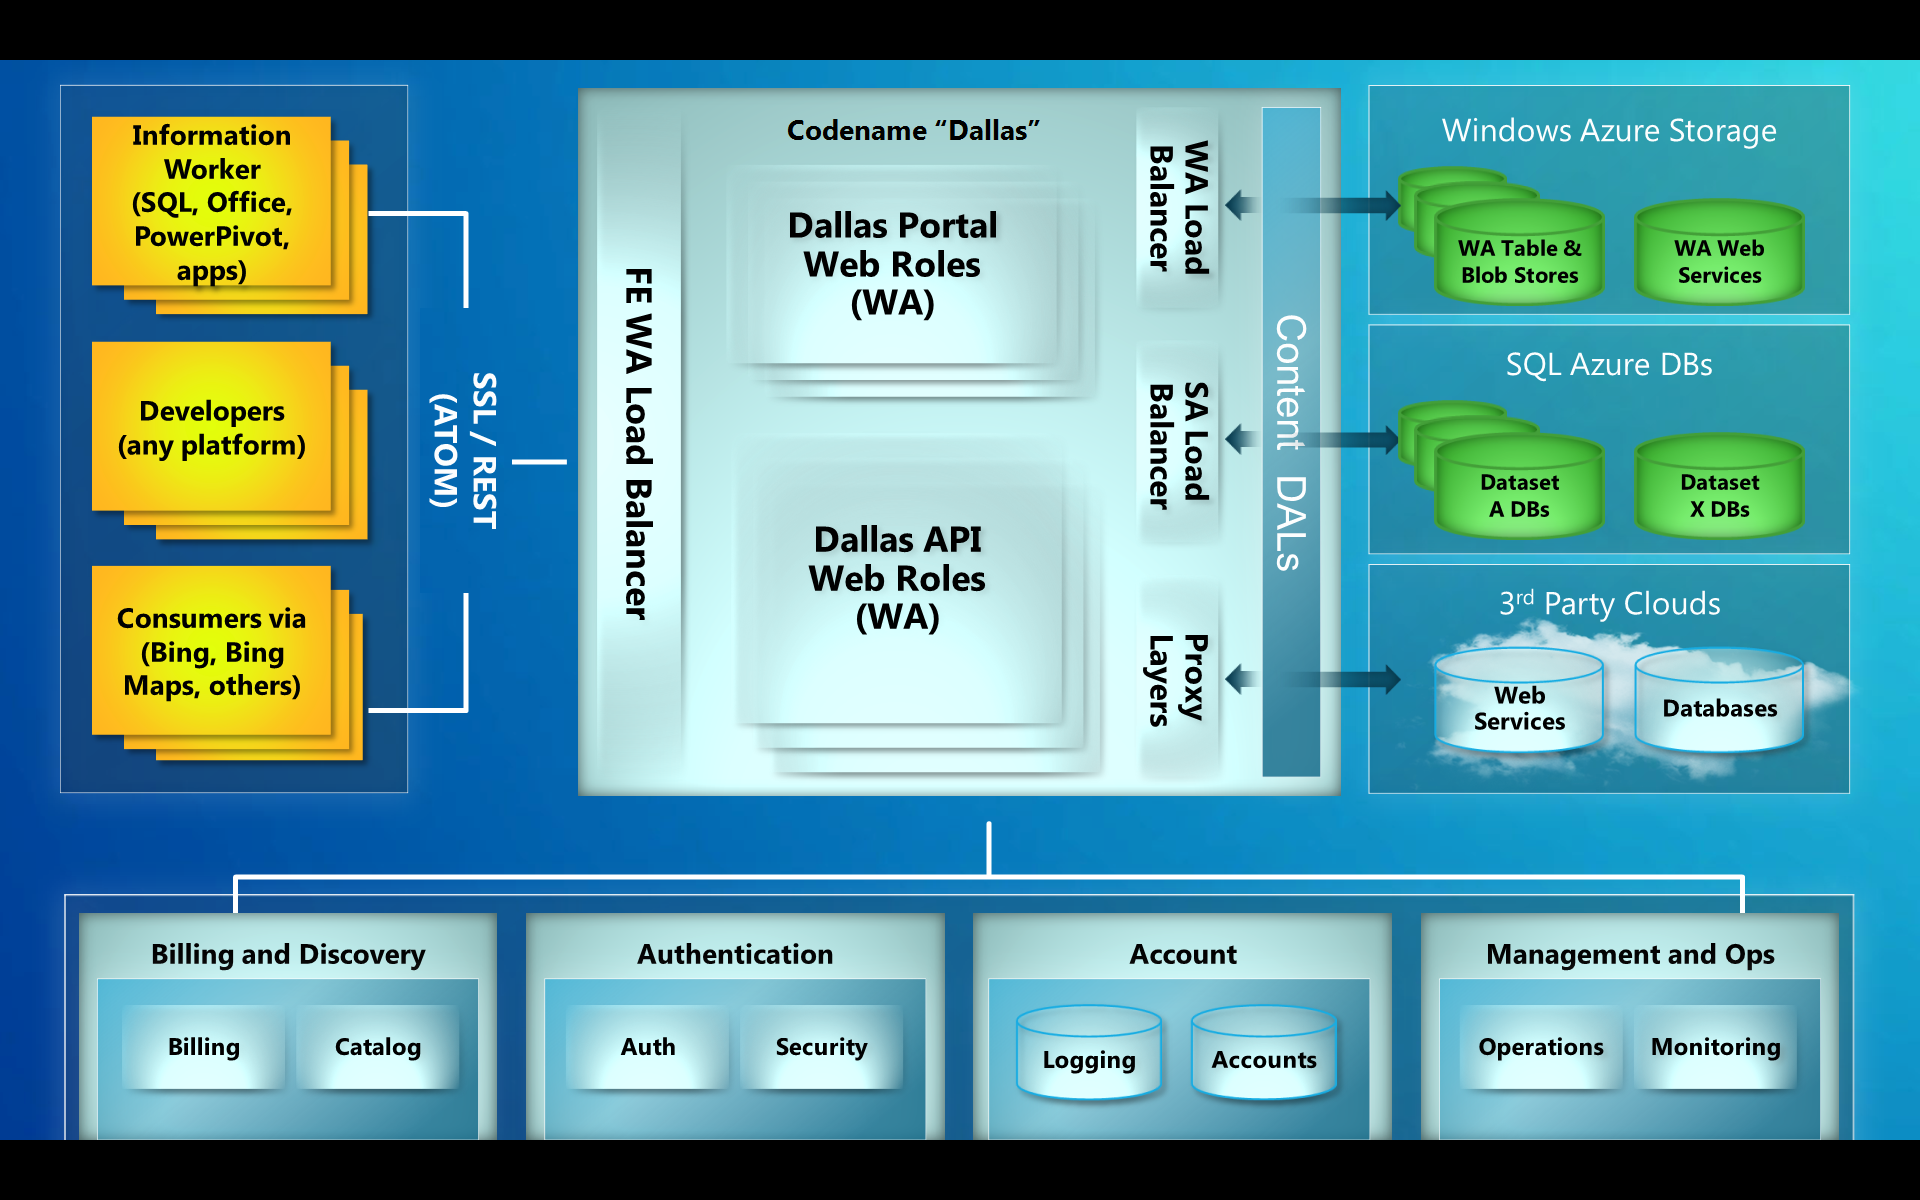 Information
Worker
(SQL, Office,
PowerPivot,
apps)
Developers
(any platform)
Consumers via
(Bing, Bing
Maps, others)
SSL / REST
(ATOM)
Codename “Dallas”
FE WA Load Balancer
Dallas Portal
Web Roles
(WA)
Dallas API
Web Roles
(WA)
WA Load
Balancer
SA Load
Balancer
Proxy
Layers
Content DALs
Windows Azure Storage
WA Table &
Blob Stores
WA Web
Services
SQL Azure DBs
Dataset
A DBs
Dataset
X DBs
3rd Party Clouds
Web
Services
Databases
Billing and Discovery
Billing
Catalog
Authentication
Auth
Security
Account
Logging
Accounts
Management and Ops
Operations
Monitoring